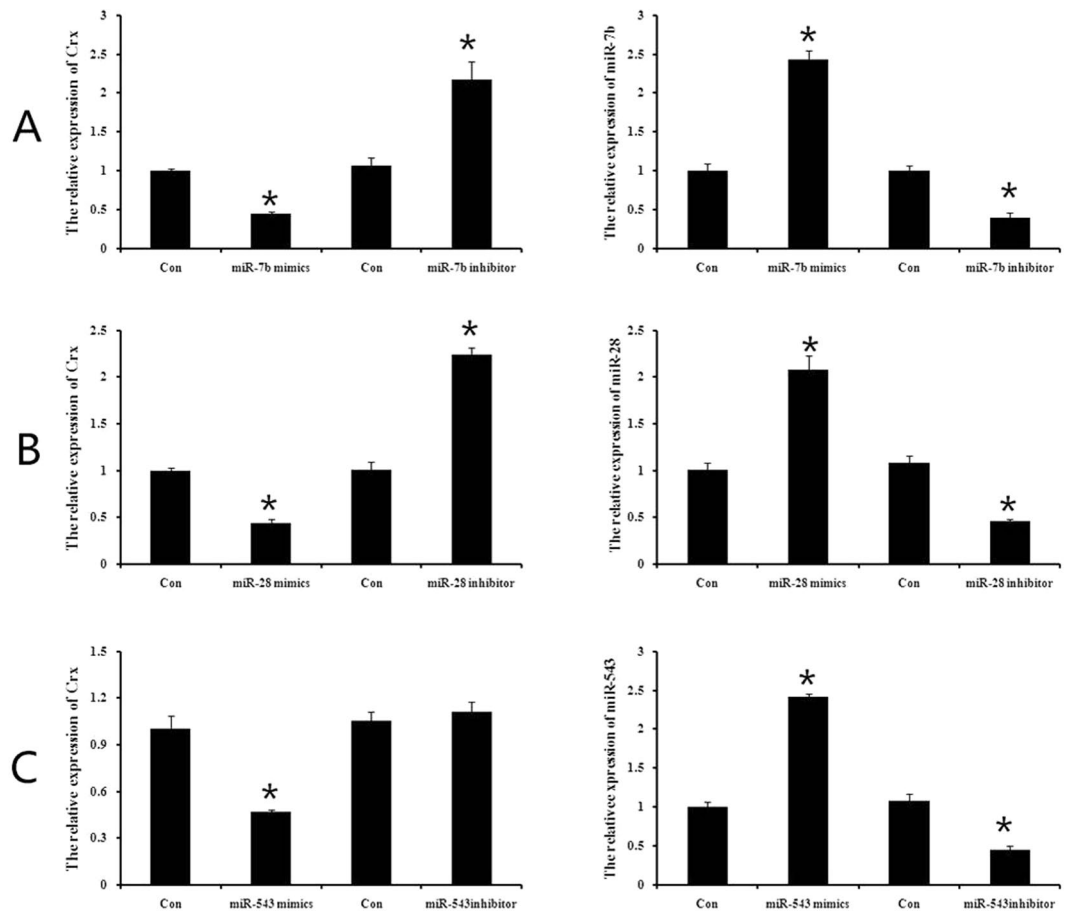 A
The relative expression of Crx
3
2.5
2
1.5
1
0.5
0
*
*
Con
miR-7b mimics
Con
miR-7b inhibitor
The relative expression of miR-7b
3
2.5
2
1.5
1
0.5
0
*
*
Con
miR-7b mimics
Con
miR-7b inhibitor
B
The relative expression of Crx
2.5
2
1.5
1
0.5
0
*
*
Con
miR-28 mimics
Con
miR-28 inhibitor
The relative expression of miR-28
2.5
2
1.5
1
0.5
0
*
*
Con
miR-28 mimics
Con
miR-28 inhibitor
C
The relative expression of Crx
1.5
1.2
0.9
0.6
0.3
0
*
Con
miR-543 mimics
Con
miR-543inhibitor
The relativee xpression of miR-543
3
2.5
2
1.5
1
0.5
0
*
*
Con
miR-543 mimics
Con
miR-543inhibitor